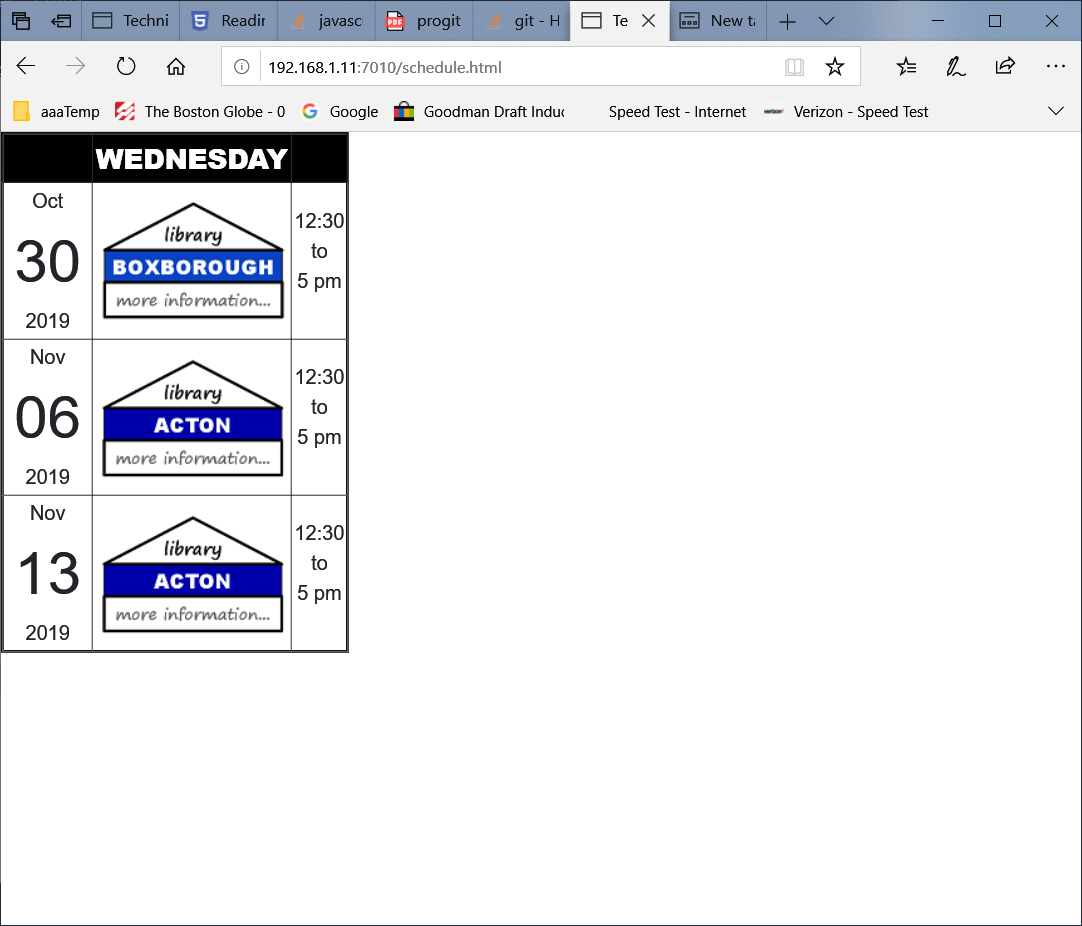 Techni
Readir
javasc
progit
git - H
Te
New ta
192.168.1.11:7010/schedule.html
aaaTemp
The Boston Globe - 0
Google
Goodman Draft Induc
Speed Test - Internet
Verizon - Speed Test
WEDNESDAY
Oct
30
2019
library
BOXBOROUGH
more information...
12:30
to
5 pm
Nov
06
2019
library
ACTON
more information...
12:30
to
5 pm
Nov
13
2019
library
ACTON
more information...
12:30
to
5 pm